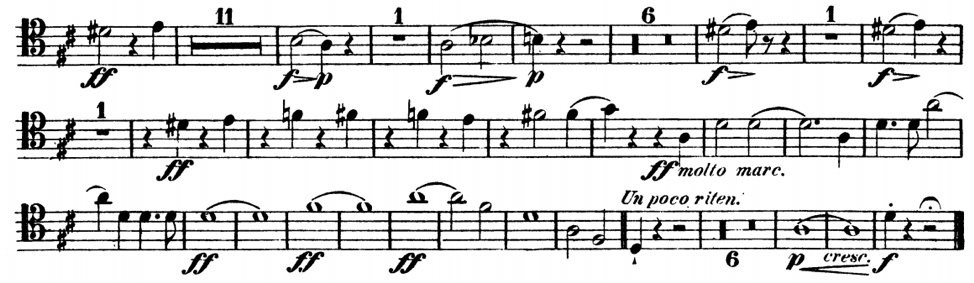 11 1 6 1
ff f p f p f f
1
ff ff molto marc.
Un poco riten.
ff ff ff 6 p cresc. f